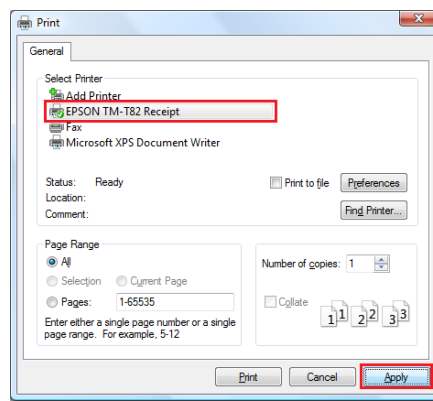 Print
General
Select Printer
Add Printer
EPSON TM-T82 Receipt
Fax
Microsoft XPS Document Writer
Status: Ready
Print to file
Preferences
Location:
Comment:
Find Printer...
Page Range
All
Selection
Current Page
Pages:
1-65535
Enter either a single page number or a single
page range. For example, 5-12
Number of copies:
1
Collate
1 1 2 2 3 3
Print
Cancel
Apply